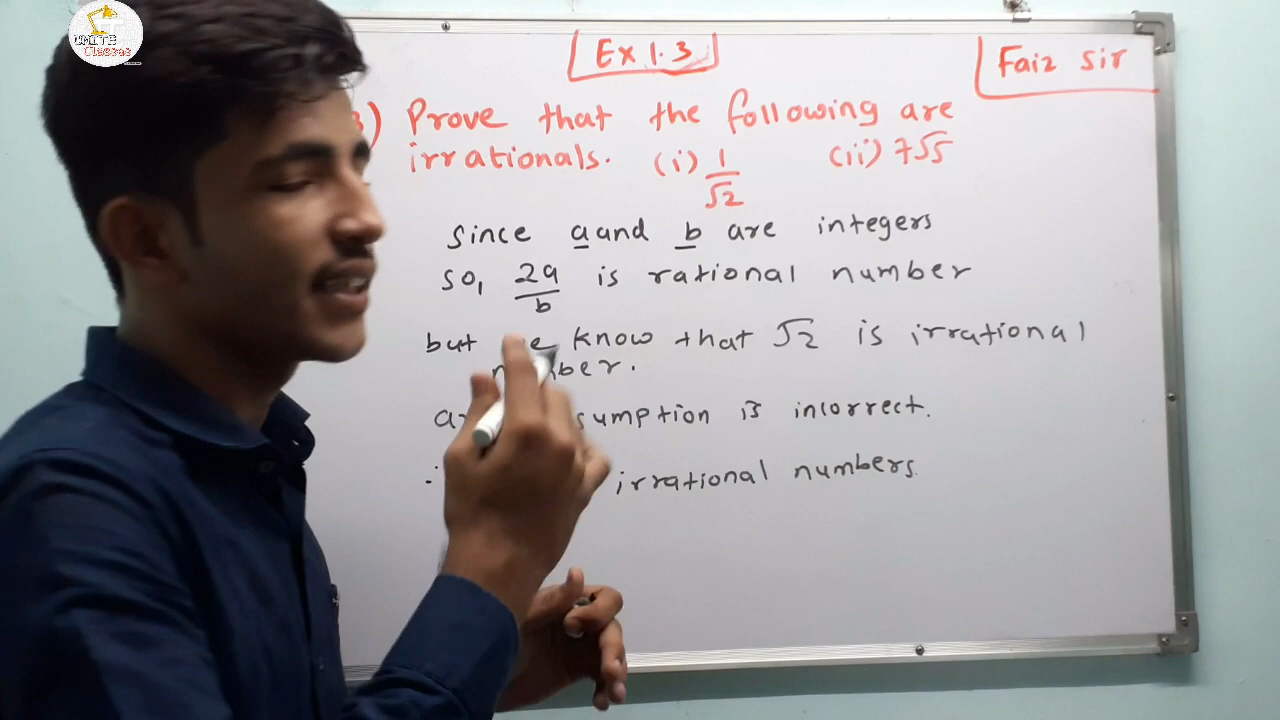 UNITE
CLASSES
Ex 1.3
Faiz sir
3) Prove that the following are
irrationals. (i) 1/√2 (ii) 7√5
since a and b are integers
so, 2a/b is rational number
but we know that √2 is irrational
number.
assumption is incorrect.
irrational numbers.